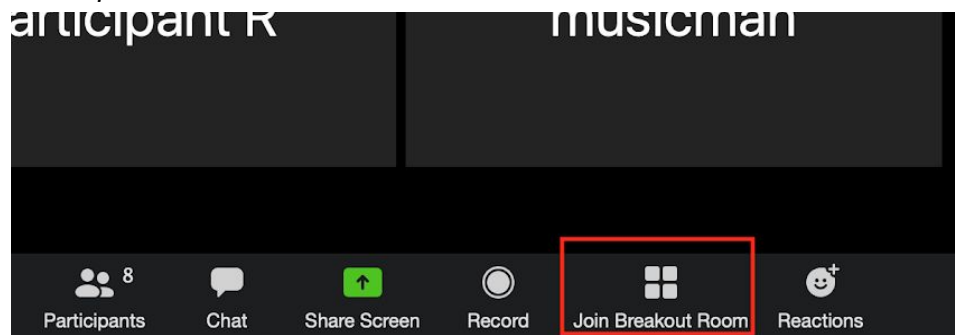 articipant R
musicman
8
Participants
Chat
Share Screen
Record
Join Breakout Room
Reactions